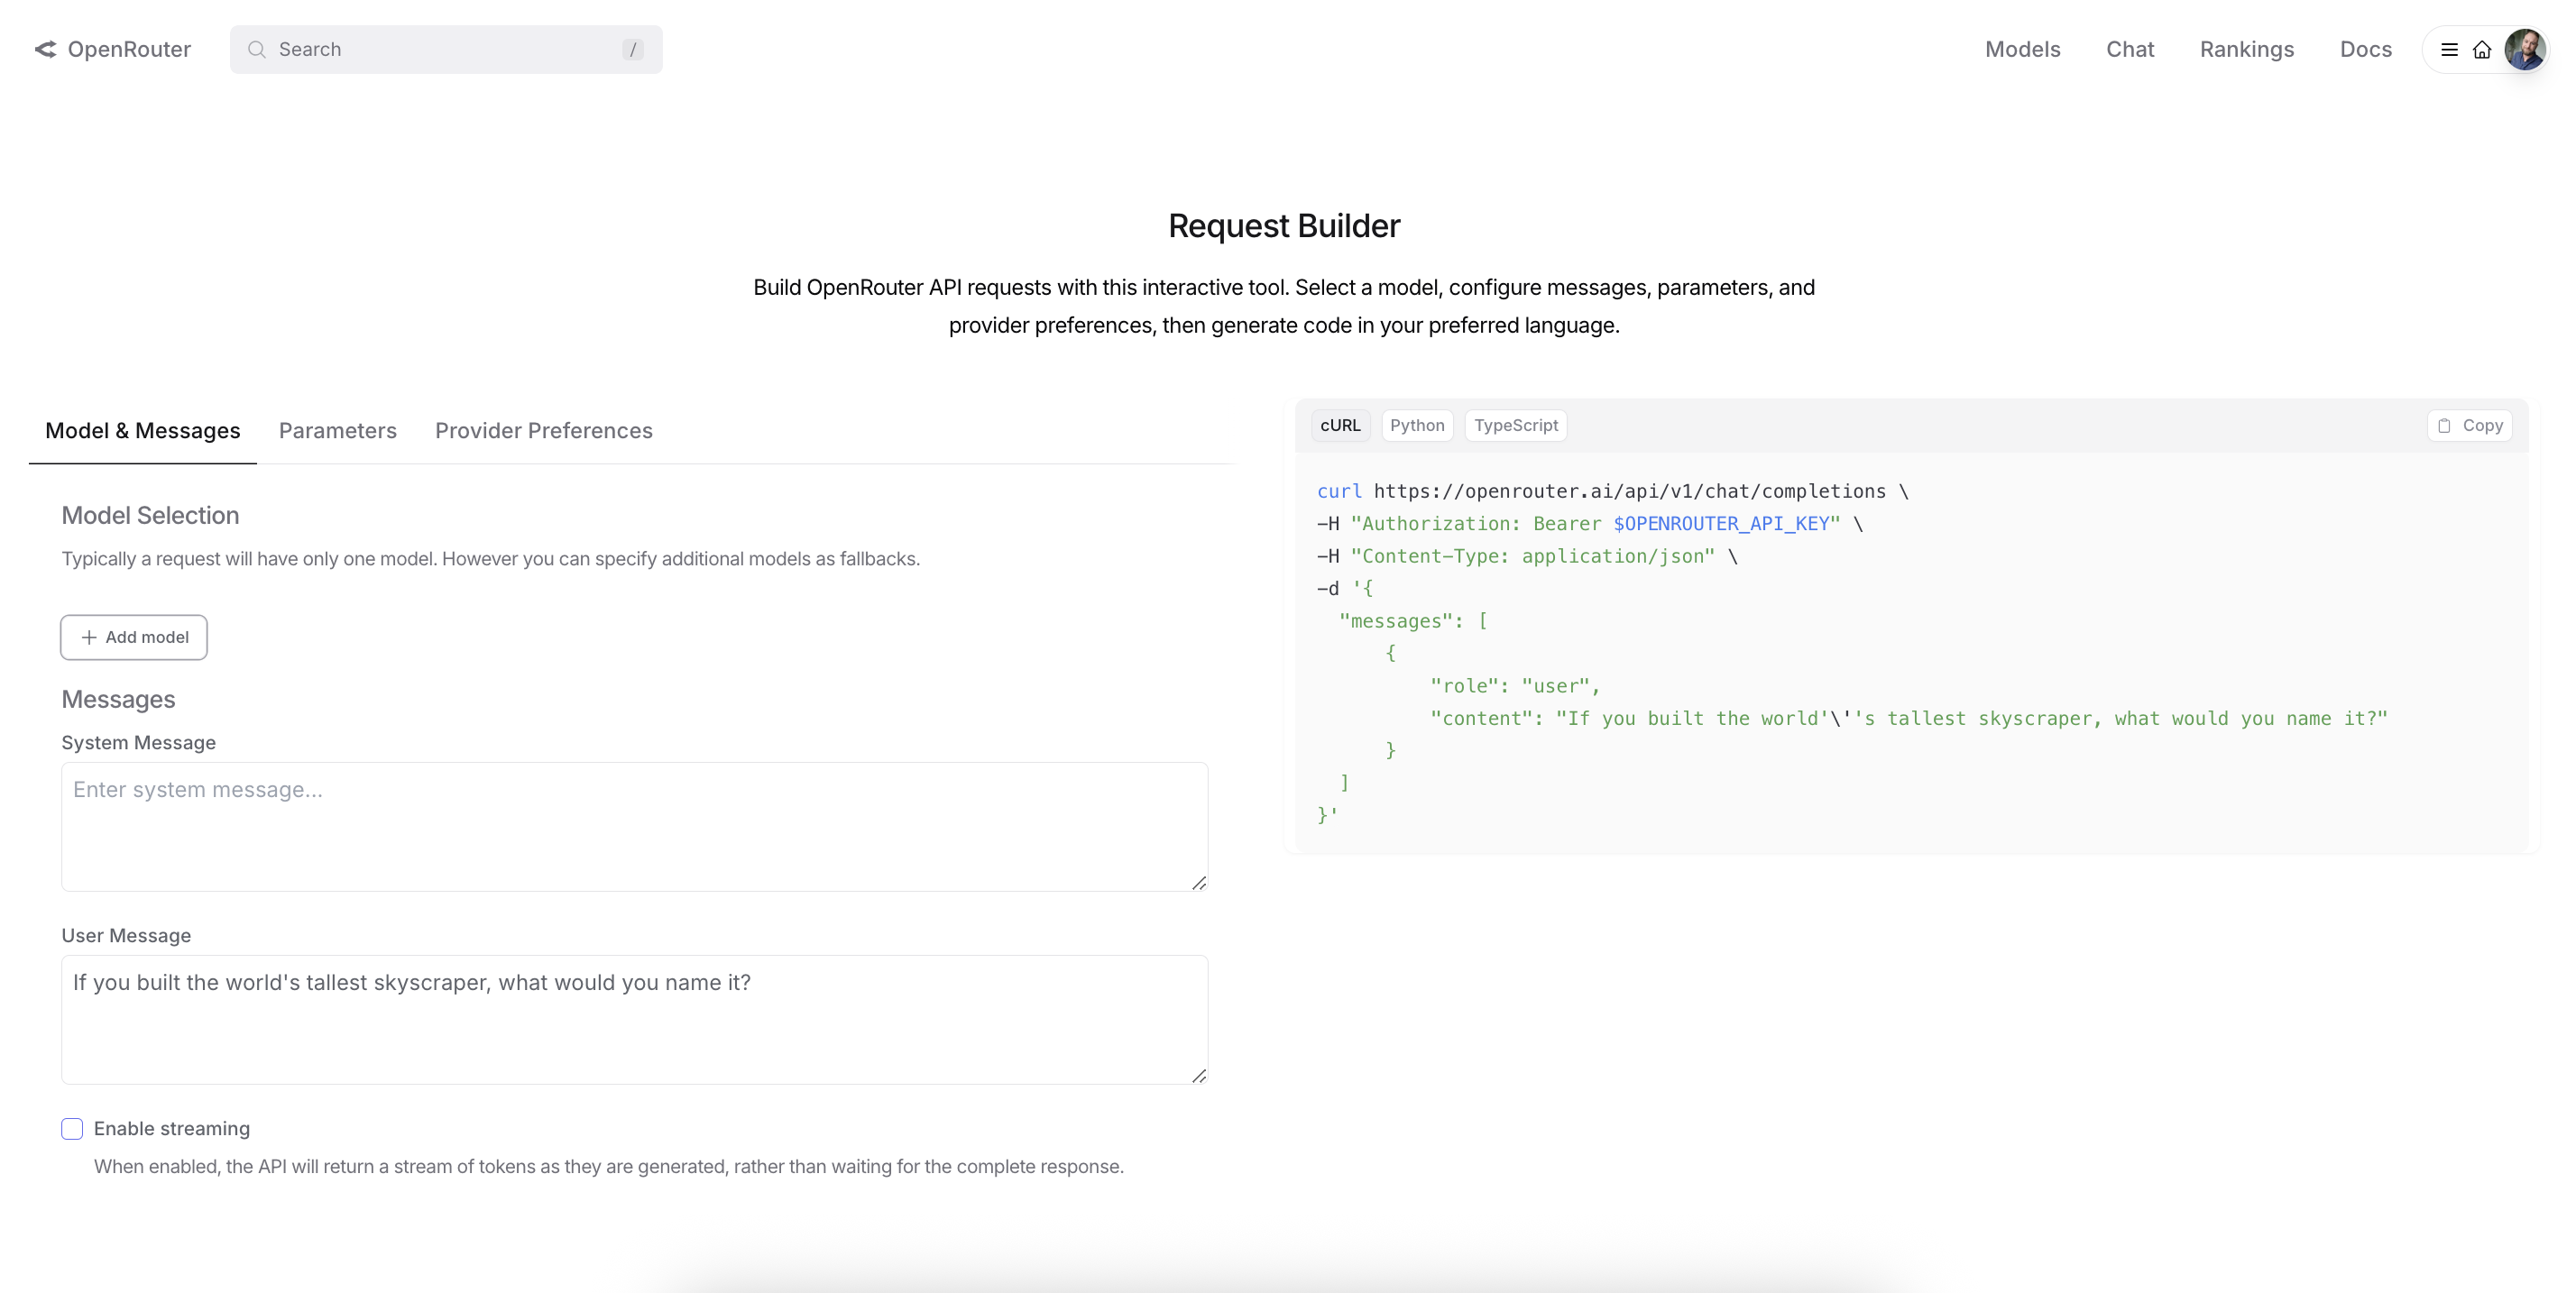 OpenRouter
Search
/
Models
Chat
Rankings
Docs
Request Builder
Build OpenRouter API requests with this interactive tool. Select a model, configure messages, parameters, and
provider preferences, then generate code in your preferred language.
Model & Messages
Parameters
Provider Preferences
Model Selection
Typically a request will have only one model. However you can specify additional models as fallbacks.
Add model
Messages
System Message
Enter system message...
User Message
If you built the world's tallest skyscraper, what would you name it?
Enable streaming
When enabled, the API will return a stream of tokens as they are generated, rather than waiting for the complete response.
cURL
Python
TypeScript
Copy
curl https://openrouter.ai/api/v1/chat/completions \
-H "Authorization: Bearer $OPENROUTER_API_KEY" \
-H "Content-Type: application/json" \
-d '{
  "messages": [
      {
          "role": "user",
          "content": "If you built the world'\''s tallest skyscraper, what would you name it?"
      }
  ]
}'